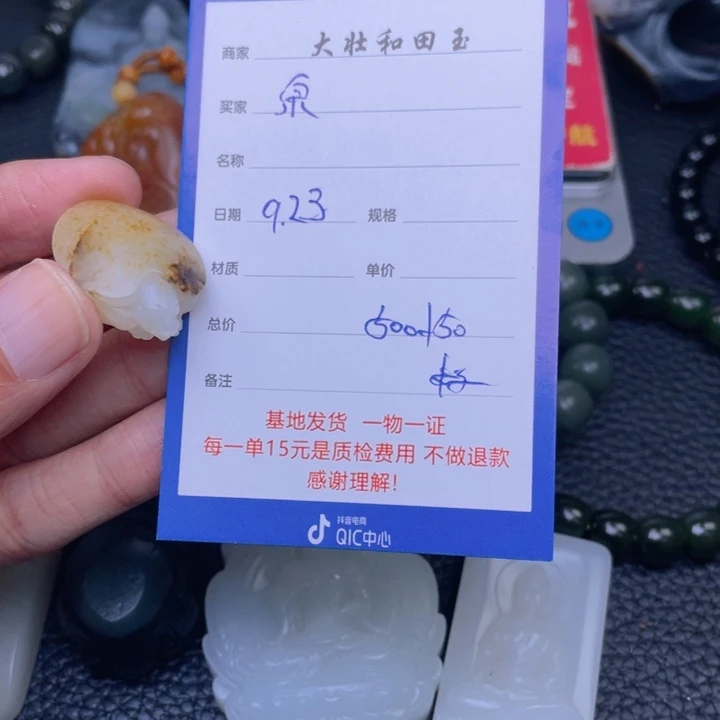 商家 大壮和田玉
买家 泉
名称
日期 9.23 规格
材质 单价
总价
备注
基地发货 一物一证
每一单15元是质检费用 不做退款
感谢理解!
抖音电商
QIC中心
航